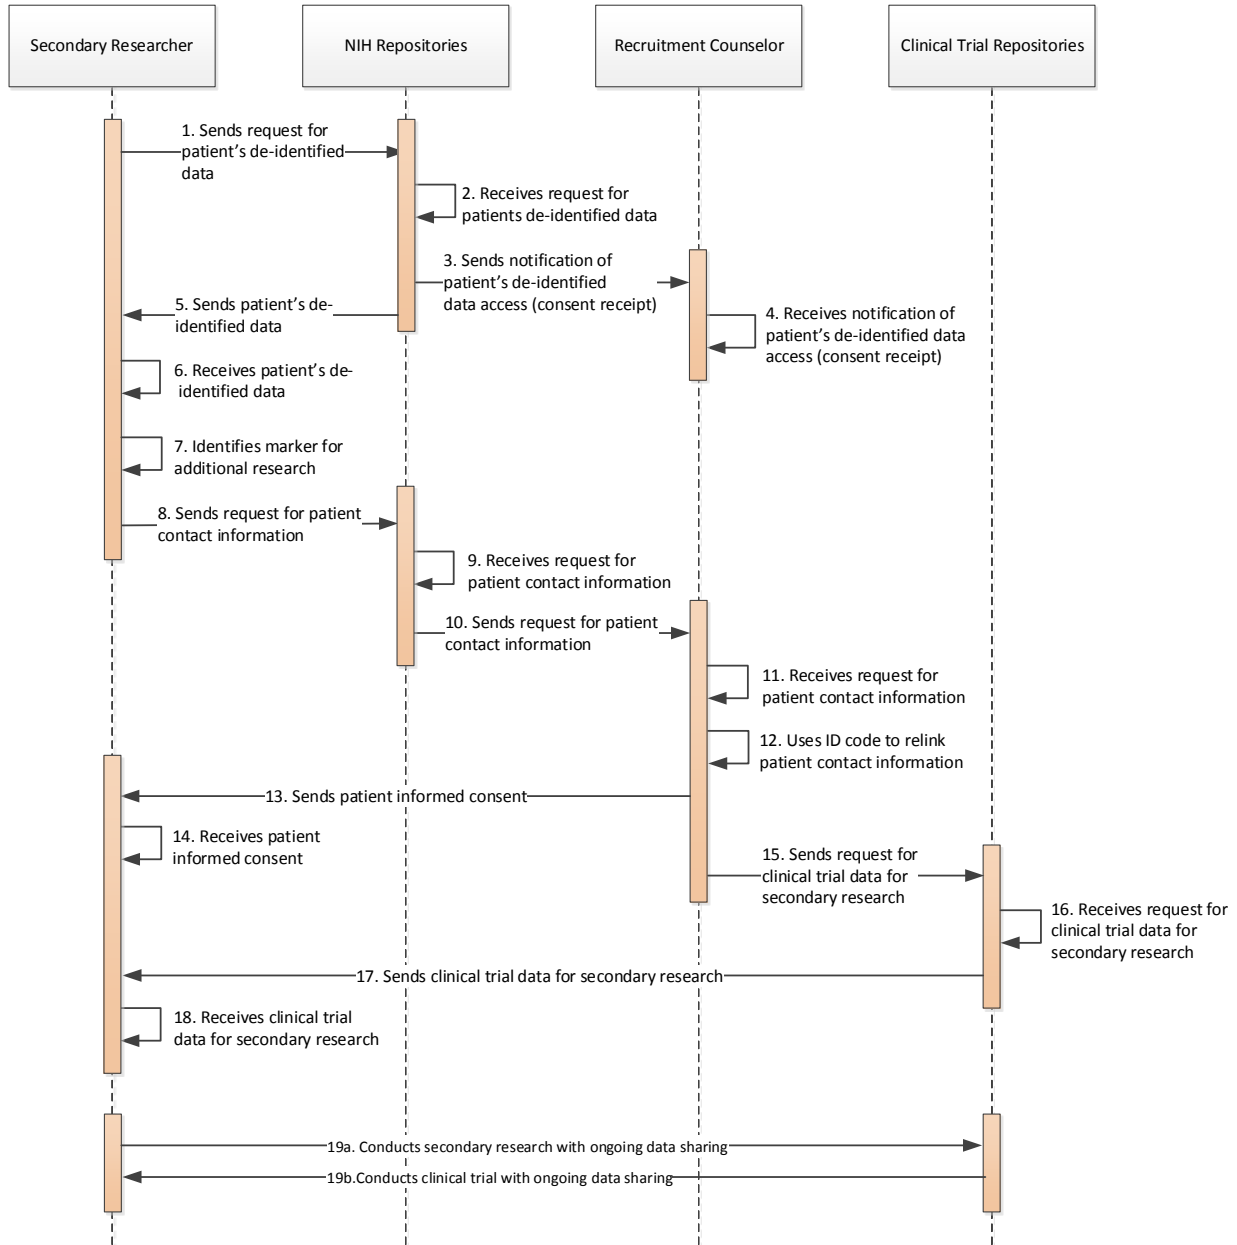 Secondary Researcher
NIH Repositories
Recruitment Counselor
Clinical Trial Repositories
1. Sends request for
patient's de-identified
data
2. Receives request for
patients de-identified data
3. Sends notification of
patient's de-identified
data access (consent receipt)
4. Receives notification of
patient's de-identified data
access (consent receipt)
5. Sends patient's de-
identified data
6. Receives patient's de-
identified data
7. Identifies marker for
additional research
8. Sends request for patient
contact information
9. Receives request for
patient contact information
10. Sends request for patient
contact information
11. Receives request for
patient contact information
12. Uses ID code to relink
patient contact information
13. Sends patient informed consent
14. Receives patient
informed consent
15. Sends request for
clinical trial data for
secondary research
16. Receives request for
clinical trial data for
secondary research
17. Sends clinical trial data for secondary research
18. Receives clinical trial
data for secondary research
19a. Conducts secondary research with ongoing data sharing
19b.Conducts clinical trial with ongoing data sharing